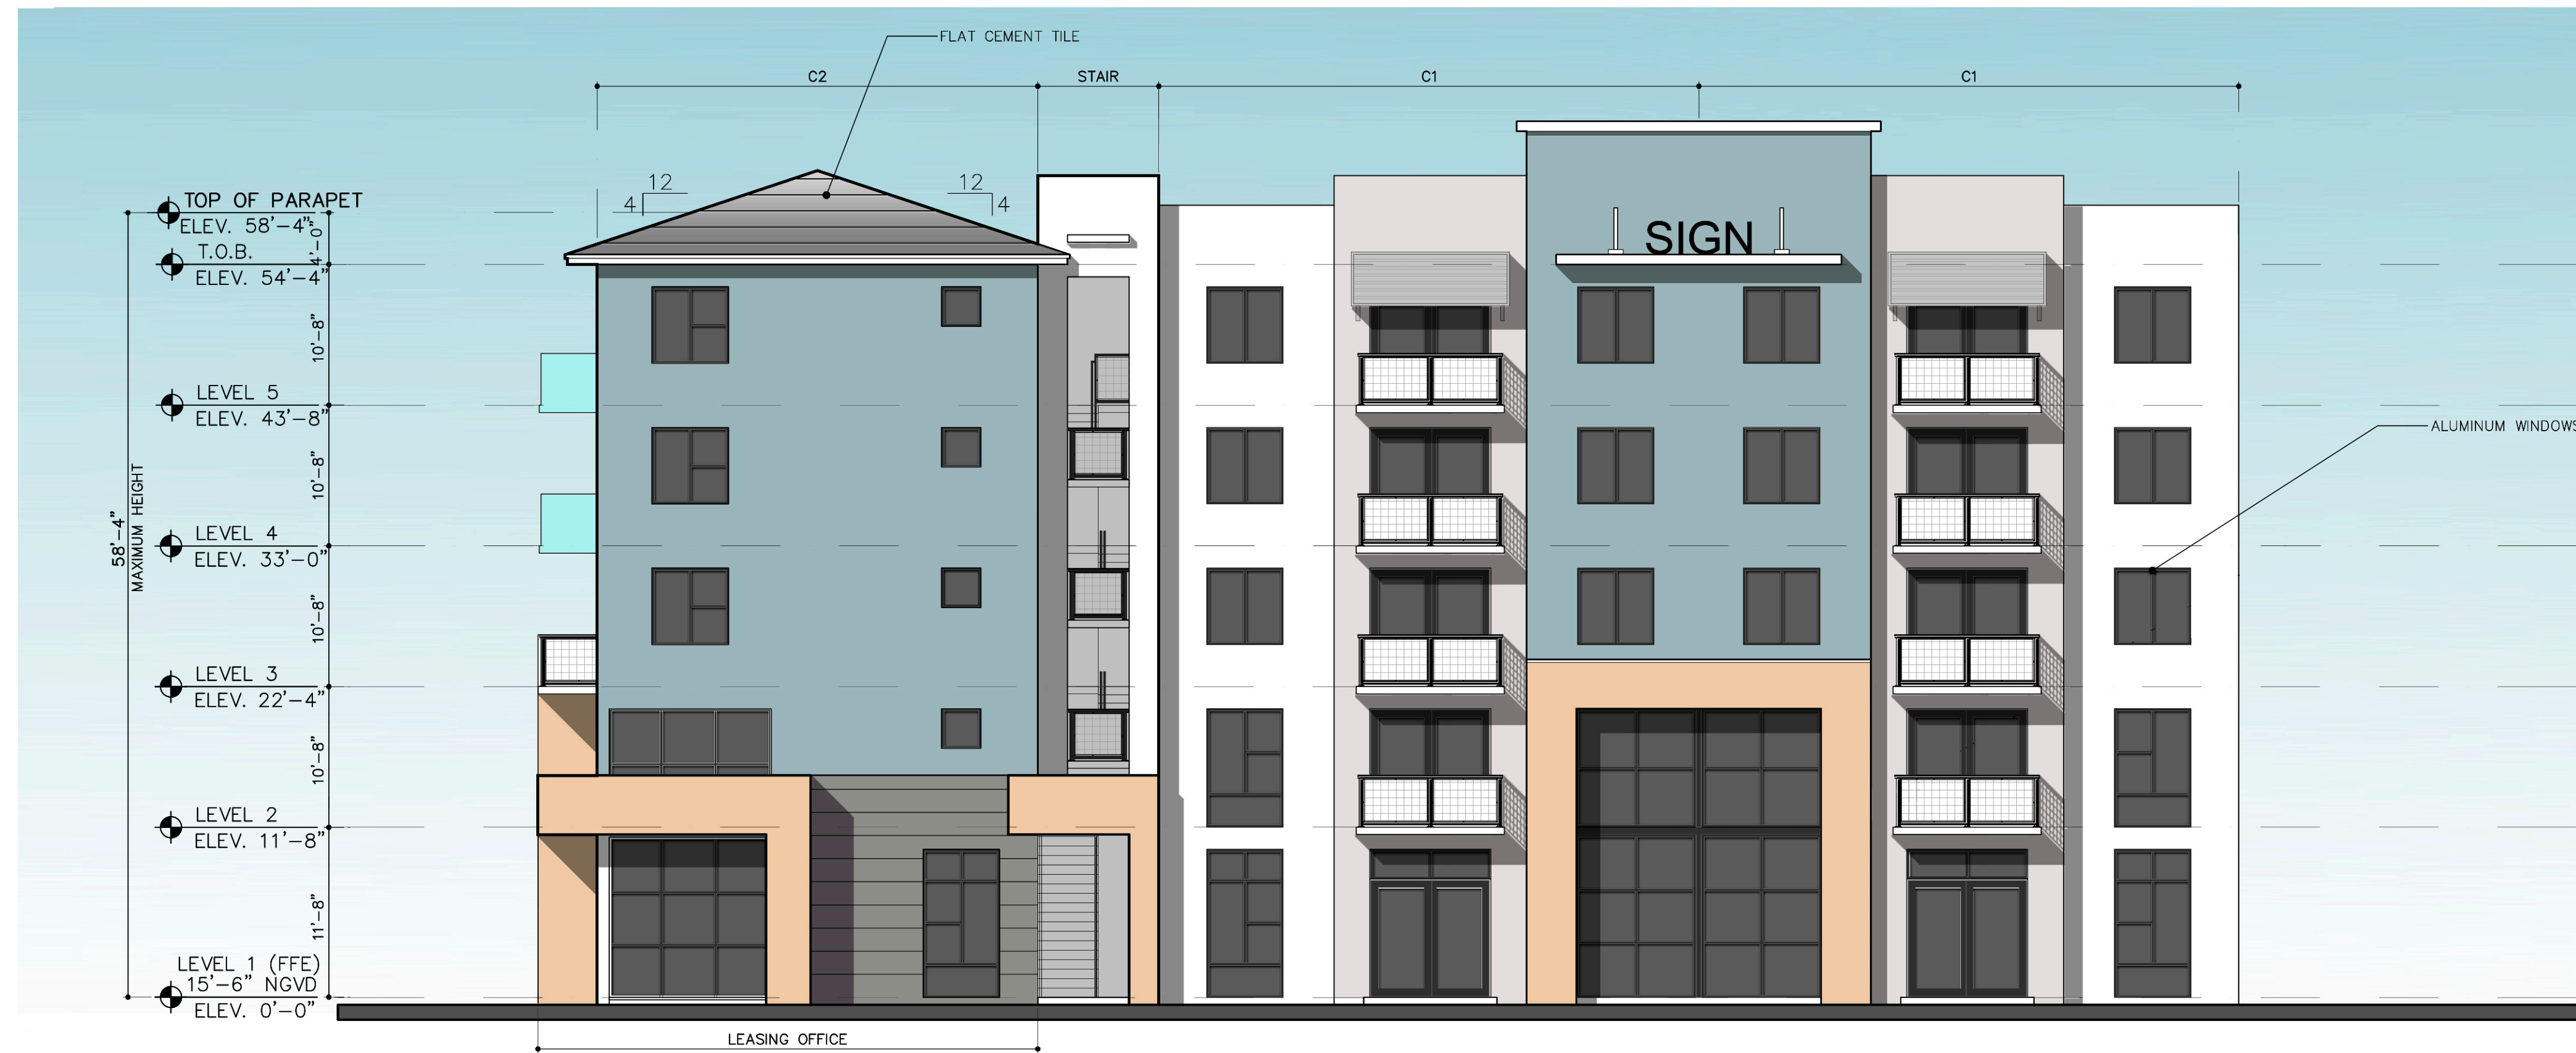 FLAT CEMENT TILE
C2
STAIR
C1
C1
12
4
12
4
TOP OF PARAPET
ELEV. 58'-4"
4'-0"
T.O.B.
ELEV. 54'-4"
SIGN
10'-8"
LEVEL 5
ELEV. 43'-8"
ALUMINUM WINDOWS
10'-8"
58'-4"
MAXIMUM HEIGHT
LEVEL 4
ELEV. 33'-0"
10'-8"
LEVEL 3
ELEV. 22'-4"
10'-8"
LEVEL 2
ELEV. 11'-8"
11'-8"
LEVEL 1 (FFE)
15'-6" NGVD
ELEV. 0'-0"
LEASING OFFICE